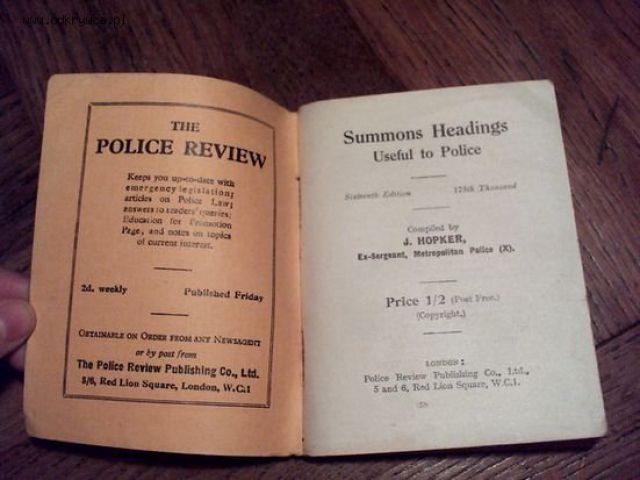 www.odkrywca.pl
THE
POLICE REVIEW
Keeps you up-to-date with
emergency legislation;
articles on Police Law;
answers to readers' queries;
Education for Promotion
Page, and notes on topics
of current interest.
2d. weekly Published Friday
OBTAINABLE ON ORDER FROM ANY NEWSAGENT
or by post from
The Police Review Publishing Co., Ltd.
5/6, Red Lion Square, London, W.C.1
Summons Headings
Useful to Police
Sixteenth Edition 175th Thousand
Compiled by
J. HOPKER,
Ex-Sergeant, Metropolitan Police (X).
Price 1/2 (Post Free.)
(Copyright.)
LONDON:
Police Review Publishing Co., Ltd.,
5 and 6, Red Lion Square, W.C.1.